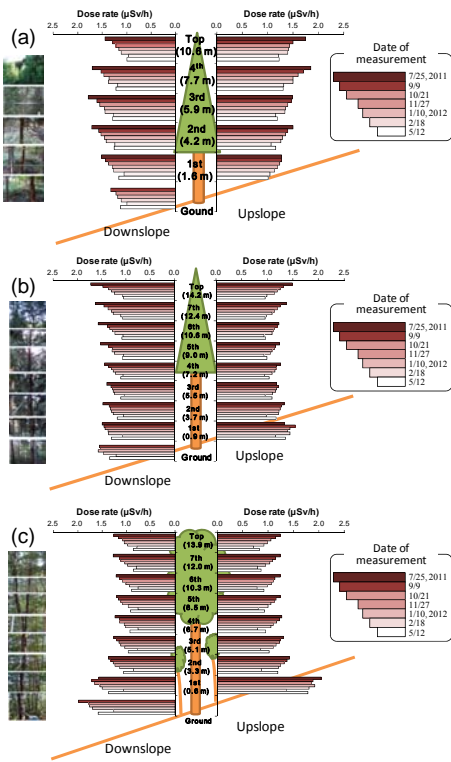 (a)
Dose rate (μSv/h) Dose rate (μSv/h)
2.5 2.0 1.5 1.0 0.5 0.0 0.0 0.5 1.0 1.5 2.0 2.5
Top
(10.6 m)
4th
(7.7 m)
3rd
(5.9 m)
2nd
(4.2 m)
1st
(1.6 m)
Ground
Downslope
Upslope
Date of
measurement
7/25, 2011
9/9
10/21
11/27
1/10, 2012
2/18
5/12
(b)
Dose rate (μSv/h) Dose rate (μSv/h)
2.5 2.0 1.5 1.0 0.5 0.0 0.0 0.5 1.0 1.5 2.0 2.5
Top
(14.2 m)
7th
(12.4 m)
6th
(10.8 m)
5th
(9.0 m)
4th
(7.2 m)
3rd
(5.5 m)
2nd
(3.7 m)
1st
(0.9 m)
Ground
Downslope
Upslope
Date of
measurement
7/25, 2011
9/9
10/21
11/27
1/10, 2012
2/18
5/12
(c)
Dose rate (μSv/h) Dose rate (μSv/h)
2.5 2.0 1.5 1.0 0.5 0.0 0.0 0.5 1.0 1.5 2.0 2.5
Top
(13.9 m)
7th
(12.0 m)
6th
(10.3 m)
5th
(8.5 m)
4th
(6.7 m)
3rd
(5.1 m)
2nd
(3.3 m)
1st
(0.6 m)
Ground
Downslope
Upslope
Date of
measurement
7/25, 2011
9/9
10/21
11/27
1/10, 2012
2/18
5/12